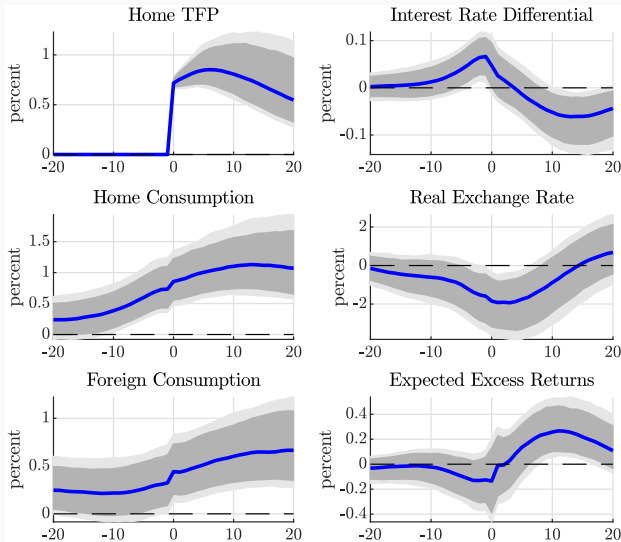 Home TFP
percent
1
0.5
0
-20 -10 0 10 20
Interest Rate Differential
percent
0.1
0
-0.1
-20 -10 0 10 20
Home Consumption
percent
1.5
1
0.5
0
-20 -10 0 10 20
Real Exchange Rate
percent
2
0
-2
-20 -10 0 10 20
Foreign Consumption
percent
1
0.5
0
-20 -10 0 10 20
Expected Excess Returns
percent
0.4
0.2
0
-0.2
-0.4
-20 -10 0 10 20